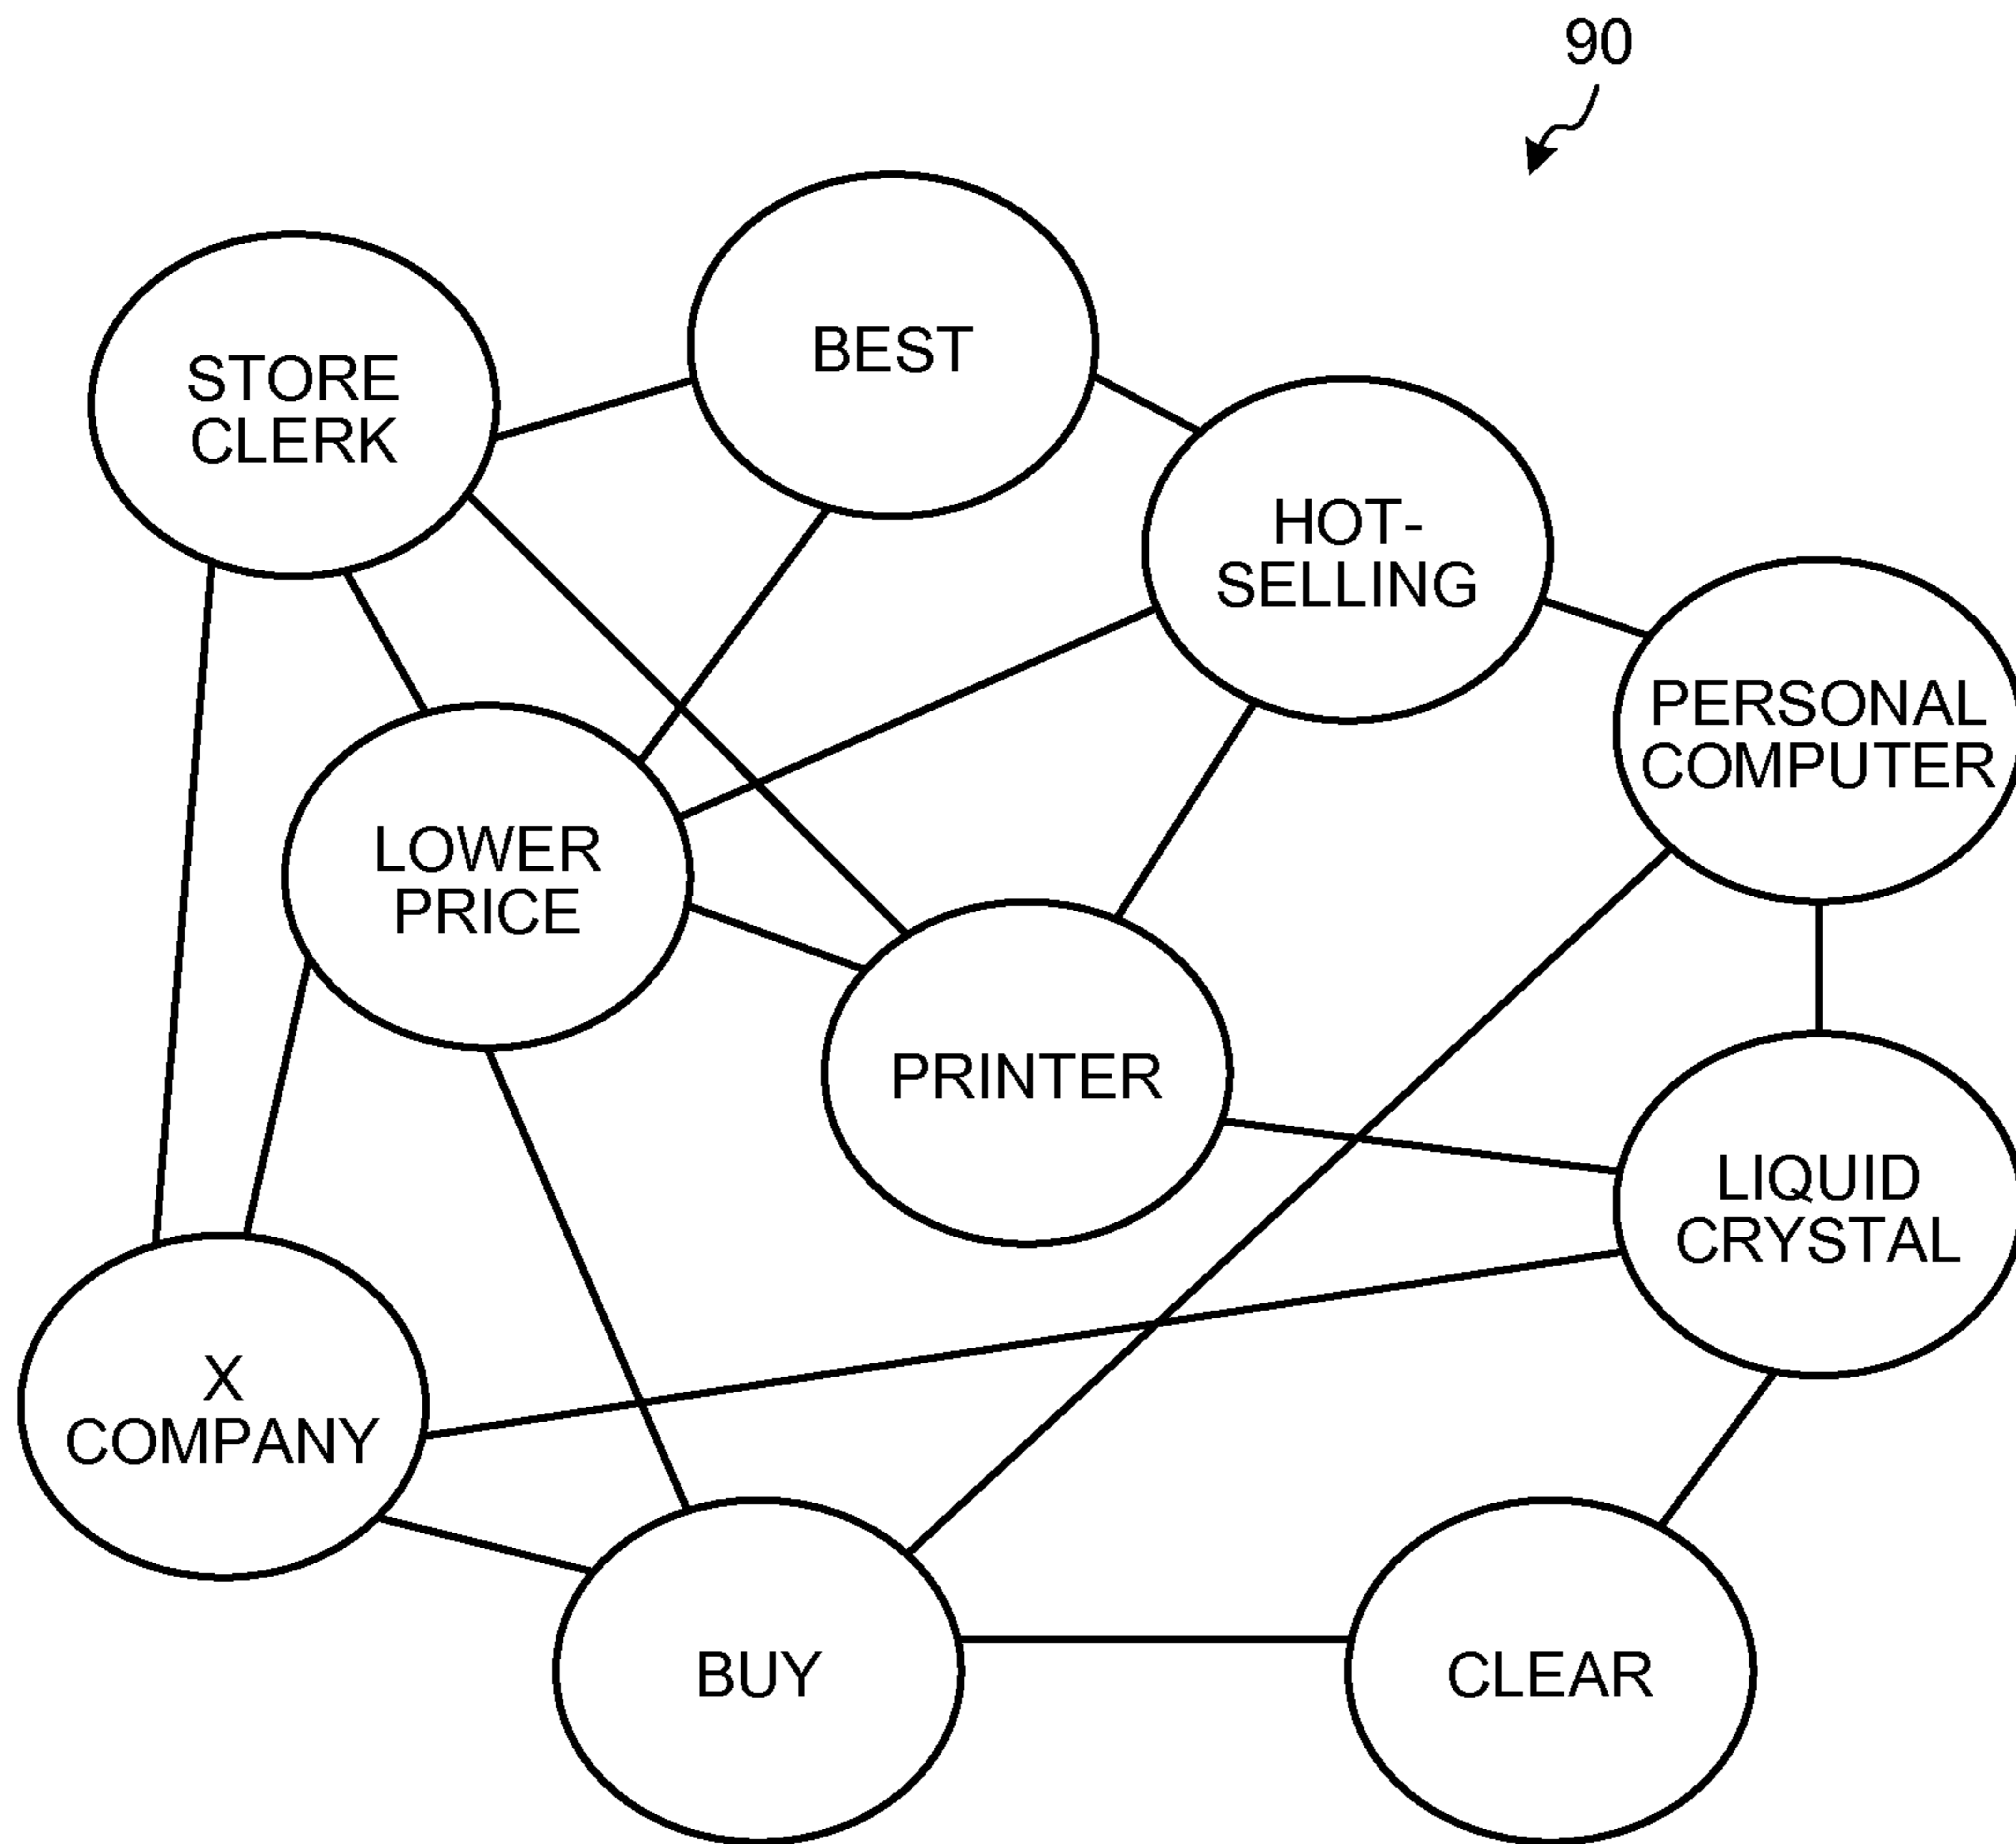 90
BEST
STORE
CLERK
HOT-
SELLING
PERSONAL
COMPUTER
LOWER
PRICE
PRINTER
LIQUID
CRYSTAL
X
COMPANY
BUY
CLEAR